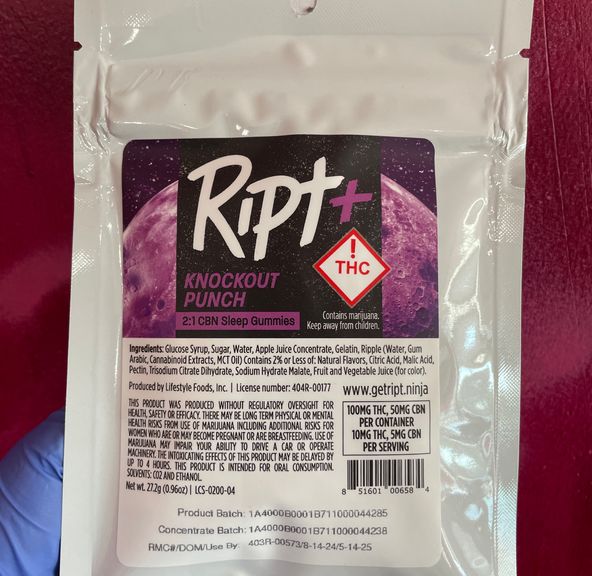 Ript+
KNOCKOUT
PUNCH
2:1 CBN Sleep Gummies
!
THC
Contains marijuana.
Keep away from children.
Ingredients: Glucose Syrup, Sugar, Water, Apple Juice Concentrate, Gelatin, Ripple (Water, Gum
Arabic, Cannabinoid Extracts, MCT Oil) Contains 2% or Less of: Natural Flavors, Citric Acid, Malic Acid,
Pectin, Trisodium Citrate Dihydrate, Sodium Hydrate Malate, Fruit and Vegetable Juice (for color).
Produced by Lifestyle Foods, Inc. | License number: 404R-00177
www.getript.ninja
THIS PRODUCT WAS PRODUCED WITHOUT REGULATORY OVERSIGHT FOR
HEALTH, SAFETY OR EFFICACY. THERE MAY BE LONG TERM PHYSICAL OR MENTAL
HEALTH RISKS FROM USE OF MARIJUANA INCLUDING ADDITIONAL RISKS FOR
WOMEN WHO ARE OR MAY BECOME PREGNANT OR ARE BREASTFEEDING. USE OF
MARIJUANA MAY IMPAIR YOUR ABILITY TO DRIVE A CAR OR OPERATE
MACHINERY. THE INTOXICATING EFFECTS OF THIS PRODUCT MAY BE DELAYED BY
UP TO 4 HOURS. THIS PRODUCT IS INTENDED FOR ORAL CONSUMPTION.
SOLVENTS: CO2 AND ETHANOL.
Net wt. 27.2g (0.96oz) | LCS-0200-04
100MG THC, 50MG CBN
PER CONTAINER
10MG THC, 5MG CBN
PER SERVING
8 51601 00658 4
Product Batch: 1A4000B0001B711000044285
Concentrate Batch: 1A4000B0001B711000044238
RMC#/DOM/Use By: 403R-00573/8-14-24/5-14-25